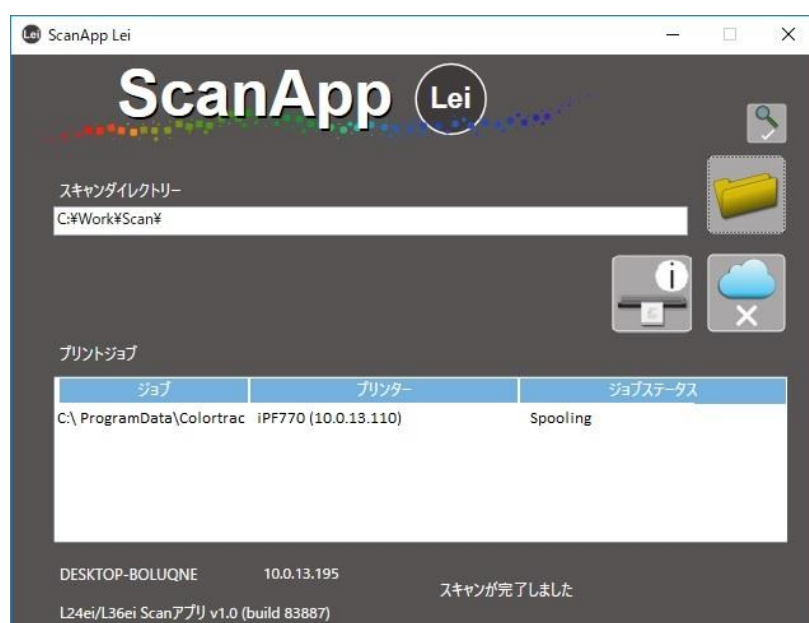 Lei ScanApp Lei
ScanApp Lei
スキャンダイレクトリー
C:¥Work¥Scan¥
i
プリントジョブ
ジョブ プリンター ジョブステータス
C:\ ProgramData\Colortrac iPF770 (10.0.13.110) Spooling
DESKTOP-BOLUQNE 10.0.13.195
スキャンが完了しました
L24ei/L36ei Scanアプリ v1.0 (build 83887)